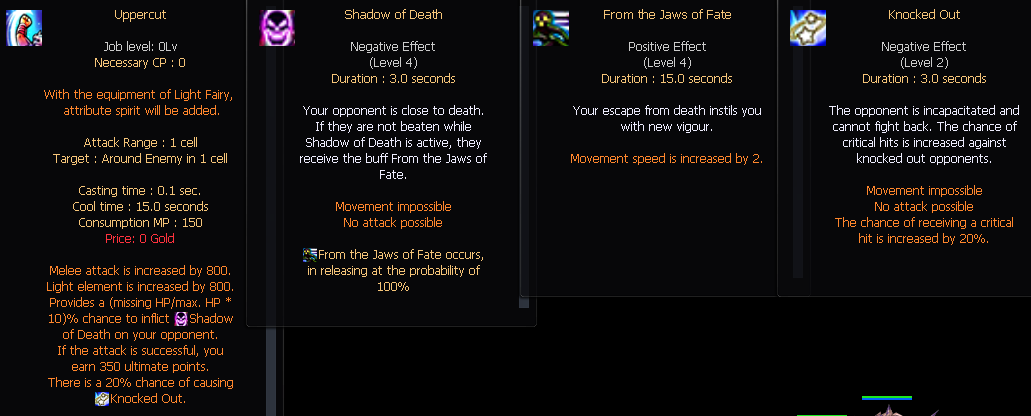 Uppercut
Job level: 0Lv
Necessary CP : 0
With the equipment of Light Fairy,
attribute spirit will be added.
Attack Range : 1 cell
Target : Around Enemy in 1 cell
Casting time : 0.1 sec.
Cool time : 15.0 seconds
Consumption MP : 150
Price: 0 Gold
Melee attack is increased by 800.
Light element is increased by 800.
Provides a (missing HP/max. HP *
10)% chance to inflict Shadow
of Death on your opponent.
If the attack is successful, you
earn 350 ultimate points.
There is a 20% chance of causing
Knocked Out.
Shadow of Death
Negative Effect
(Level 4)
Duration : 3.0 seconds
Your opponent is close to death.
If they are not beaten while
Shadow of Death is active, they
receive the buff From the Jaws of
Fate.
Movement impossible
No attack possible
From the Jaws of Fate occurs,
in releasing at the probability of
100%
From the Jaws of Fate
Positive Effect
(Level 4)
Duration : 15.0 seconds
Your escape from death instils you
with new vigour.
Movement speed is increased by 2.
Knocked Out
Negative Effect
(Level 2)
Duration : 3.0 seconds
The opponent is incapacitated and
cannot fight back. The chance of
critical hits is increased against
knocked out opponents.
Movement impossible
No attack possible
The chance of receiving a critical
hit is increased by 20%.